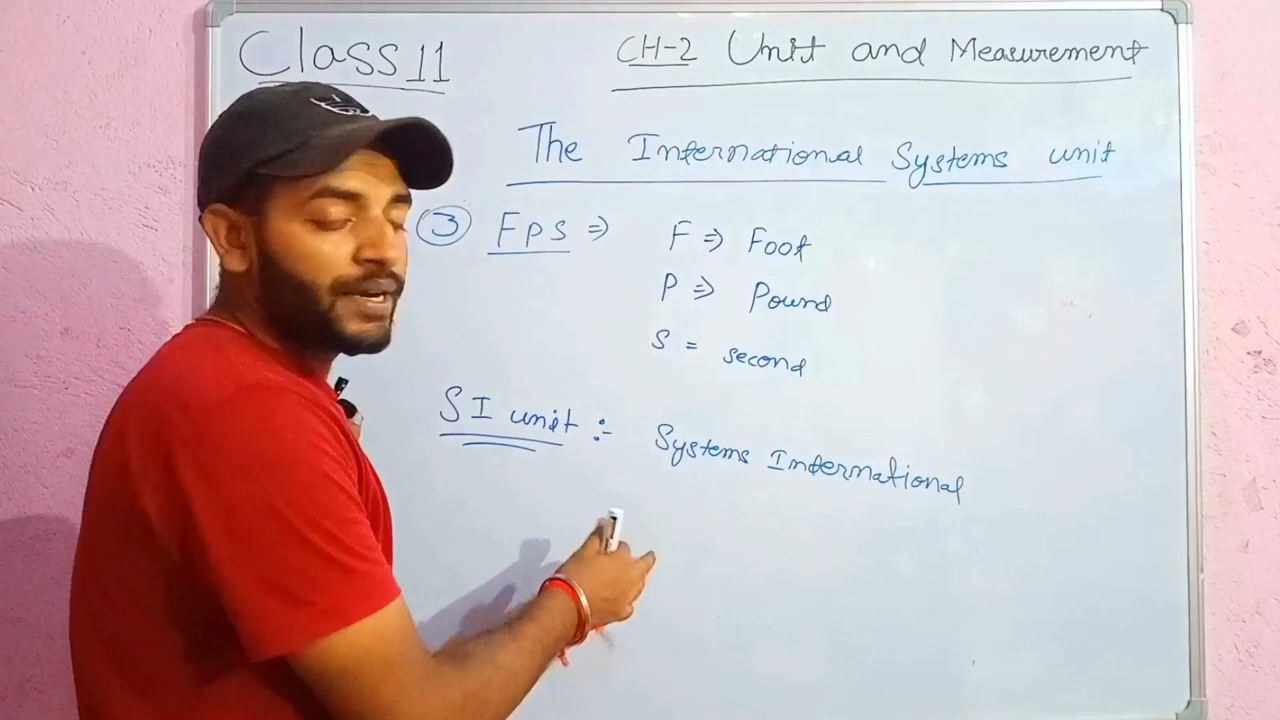 Class 11
CH-2 Unit and Measurement
The International Systems unit
3 FPS ⇒ F ⇒ Foot
P ⇒ Pound
S = second
SI unit :- Systems International